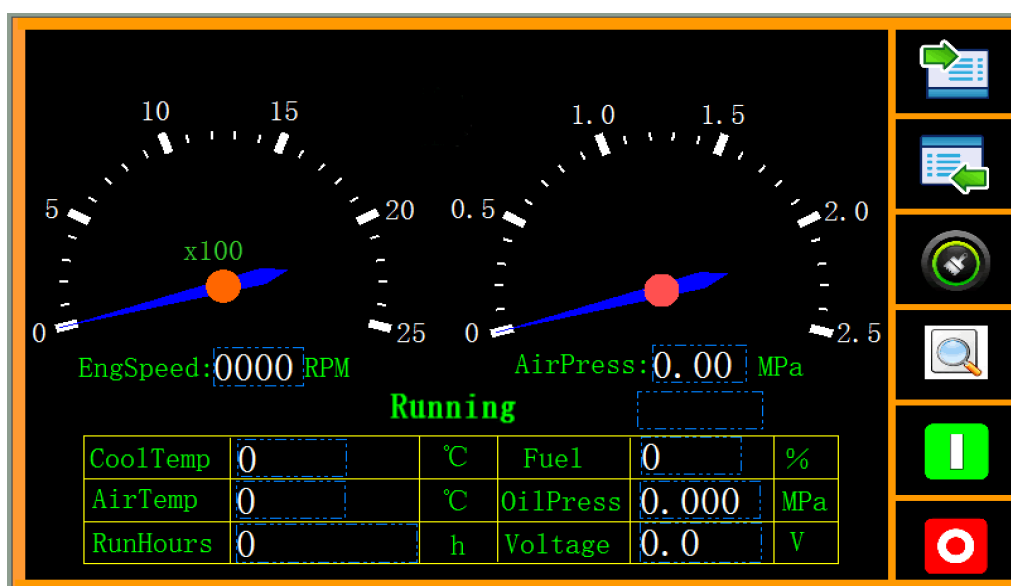 10 15 1.0 1.5
5 20 0.5 2.0
x100
0 25 0 2.5
EngSpeed:0000 RPM AirPress:0.00 MPa
Running
CoolTemp 0 ℃ Fuel 0 %
AirTemp 0 ℃ OilPress 0.000 MPa
RunHours 0 h Voltage 0.0 V